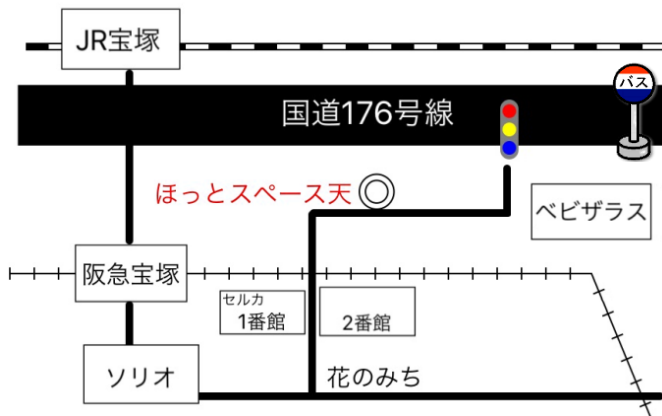 JR宝塚
バス
国道176号線
ほっとスペース天
ベビザラス
阪急宝塚
セルカ
1番館
2番館
ソリオ
花のみち